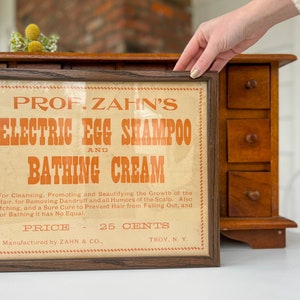 PROF. ZAHN'S
ELECTRIC EGG SHAMPOO
AND
BATHING CREAM
For Cleansing, Promoting and Beautifying the Growth of the
Hair, for Removing Dandruff and all Humors of the Scalp. Also
Itching, and a Sure Cure to Prevent Hair from Falling Out, and
for Bathing it has No Equal.
PRICE - 25 CENTS
Manufactured by ZAHN & CO., TROY, N. Y.